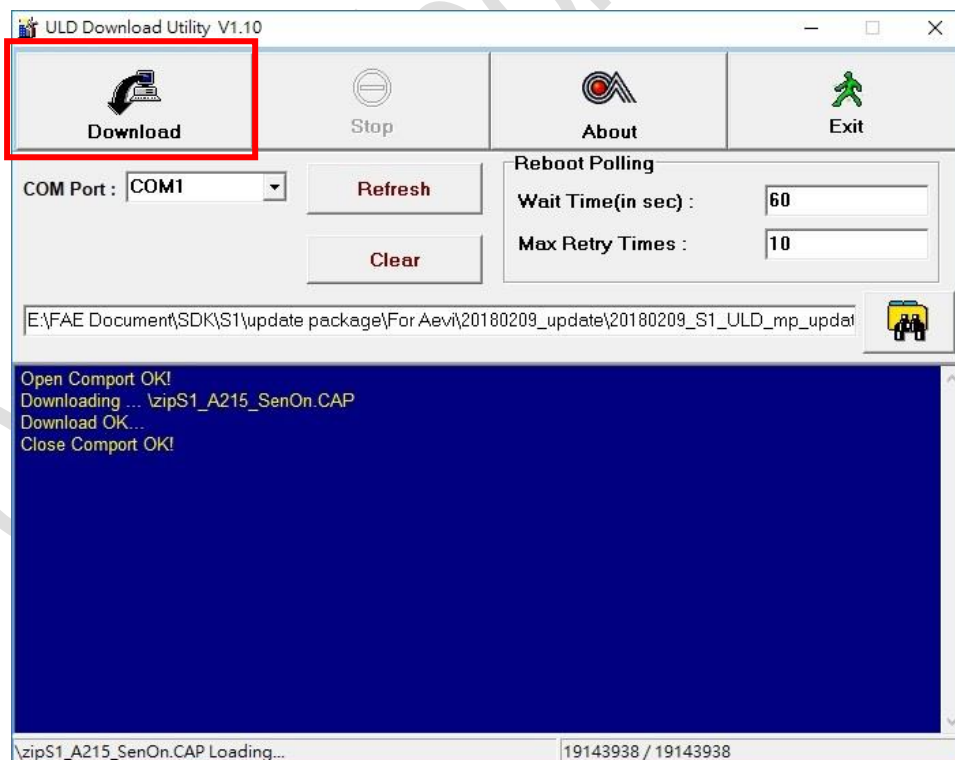 ULD Download Utility V1.10
Download
Stop
About
Exit
COM Port :
COM1
Refresh
Clear
Reboot Polling
Wait Time(in sec) :
60
Max Retry Times :
10
E:\FAE Document\SDK\S1\update package\For Aevi\20180209_update\20180209_S1_ULD_mp_updat
Open Comport OK!
Downloading ... \zipS1_A215_SenOn.CAP
Download OK...
Close Comport OK!
\zipS1_A215_SenOn.CAP Loading...
19143938 / 19143938